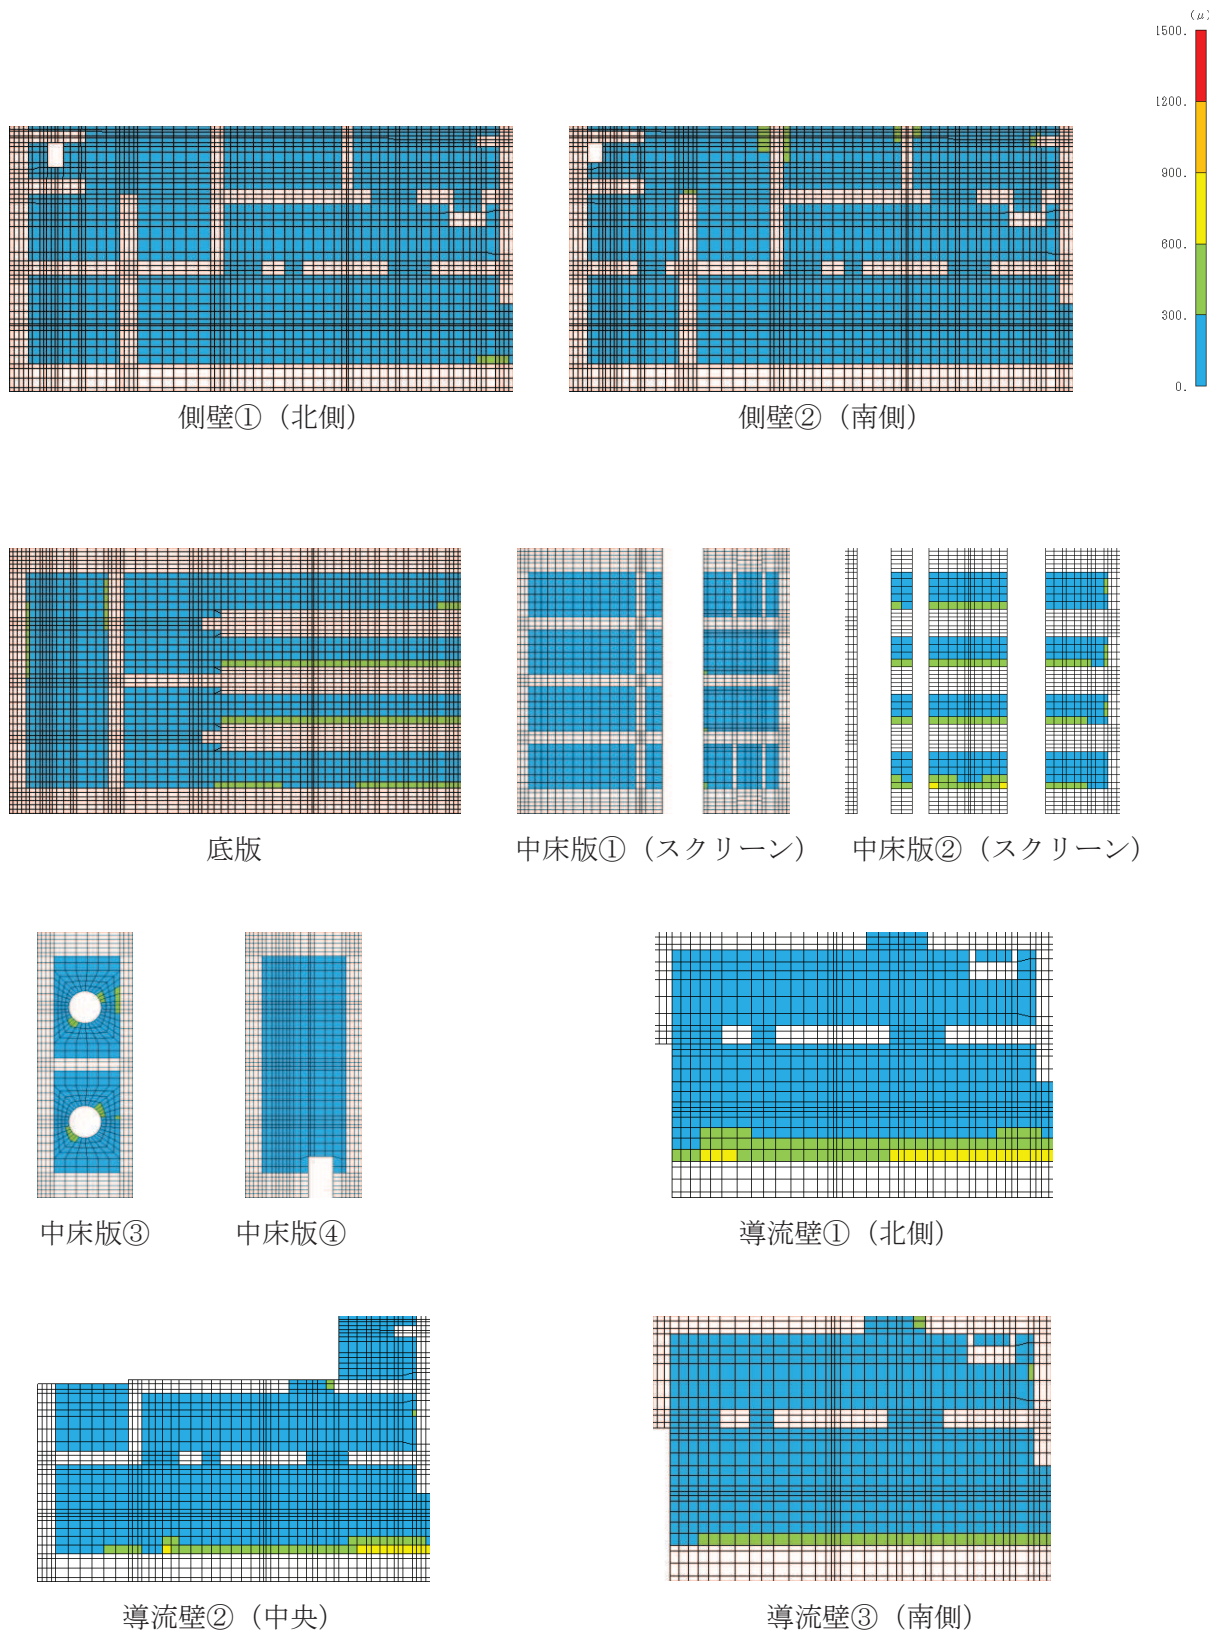 (μ)
1500.
1200.
900.
600.
300.
0.
側壁①（北側）
側壁②（南側）
底版
中床版①（スクリーン）
中床版②（スクリーン）
中床版③
中床版④
導流壁①（北側）
導流壁②（中央）
導流壁③（南側）